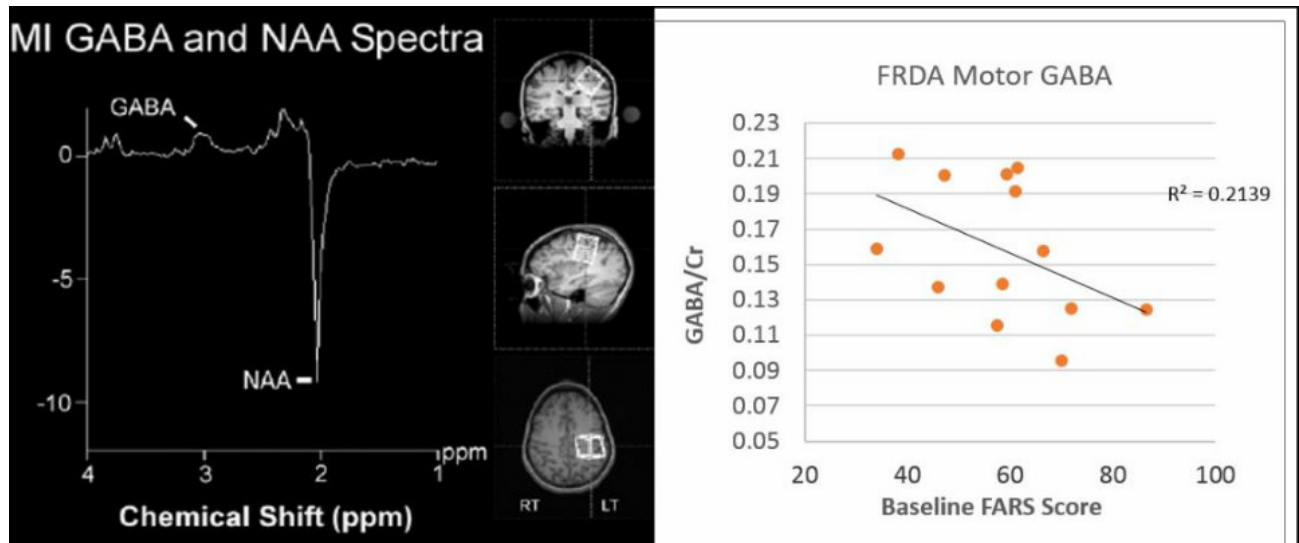 MI GABA and NAA Spectra
GABA
0
-5
NAA
-10
ppm
4 3 2 1
Chemical Shift (ppm)
RT LT
FRDA Motor GABA
0.23
0.21
0.19
0.17
0.15
0.13
0.11
0.09
0.07
0.05
R² = 0.2139
GABA/Cr
20 40 60 80 100
Baseline FARS Score